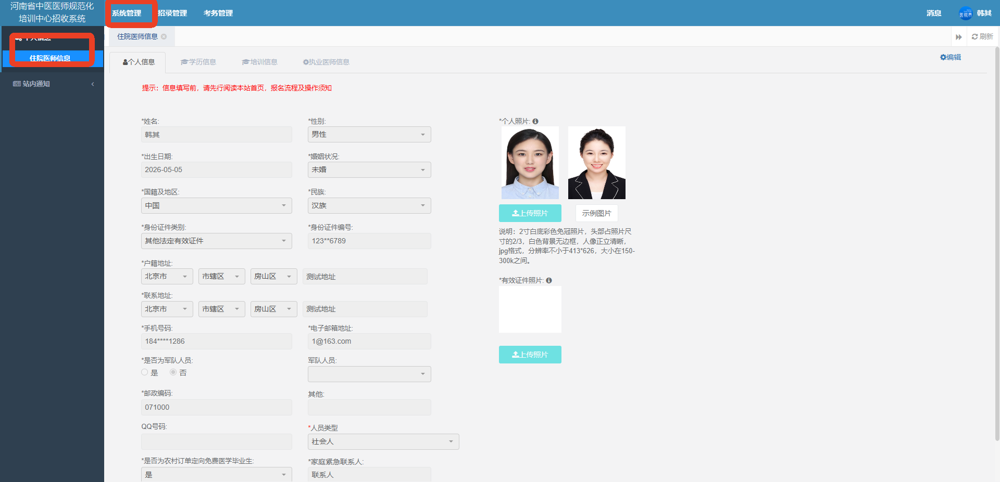 河南省中医医师规范化
培训中心招收系统
系统管理
招录管理
考务管理
消息
医视界
韩其
个人信息
住院医师信息
站内通知
住院医师信息
刷新
个人信息
学历信息
培训信息
执业医师信息
编辑
提示：信息填写前，请先行阅读本站首页，报名流程及操作须知
*姓名:
*性别:
韩其
男性
*出生日期:
*婚姻状况:
2026-05-05
未婚
*国籍及地区:
*民族:
中国
汉族
*身份证件类别:
*身份证件编号:
其他法定有效证件
123**6789
*户籍地址:
北京市
市辖区
房山区
测试地址
*联系地址:
北京市
市辖区
房山区
测试地址
*手机号码:
*电子邮箱地址:
184****1286
1@163.com
*是否为军队人员:
军队人员:
是
否
*邮政编码:
其他:
071000
QQ号码:
*人员类型
社会人
*是否为农村订单定向免费医学毕业生:
*家庭紧急联系人:
是
联系人
*个人照片:
上传照片
示例图片
说明：2寸白底彩色免冠照片，头部占照片尺
寸的2/3，白色背景无边框，人像正立清晰，
jpg格式，分辨率不小于413*626，大小在150-
300k之间。
*有效证件照片:
上传照片